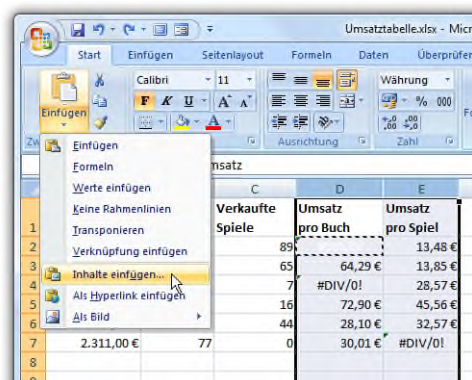 Umsatztabelle.xlsx - Micr
Start Einfügen Seitenlayout Formeln Daten Überprüfen
Calibri 11 Währung
Einfügen F K U A A % 000
Zw Ausrichtung Zahl
Einfügen
Formeln
Werte einfügen
Keine Rahmenlinien
Transponieren
Verknüpfung einfügen
Inhalte einfügen...
Als Hyperlink einfügen
Als Bild
msatz
C D E
1 Verkaufte Umsatz Umsatz
Spiele pro Buch pro Spiel
2 89 13,48 €
3 65 64,29 € 13,85 €
4 7 #DIV/0! 28,57 €
5 16 72,90 € 45,56 €
6 44 28,10 € 32,57 €
7 2.311,00 € 77 0 30,01 € #DIV/0!
8